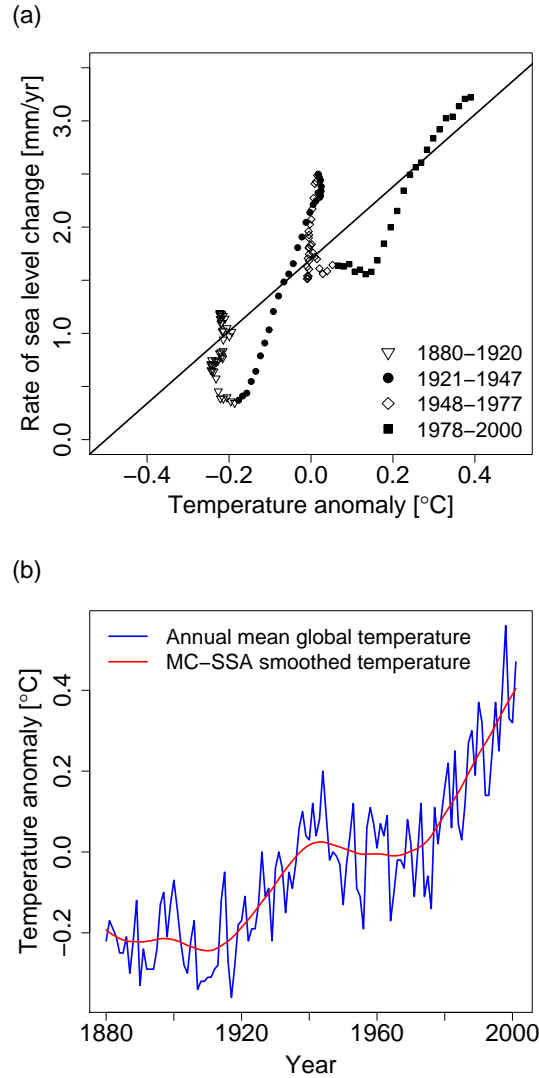 (a)
Rate of sea level change [mm/yr]
0.0 1.0 2.0 3.0
1880−1920
1921−1947
1948−1977
1978−2000
−0.4 −0.2 0.0 0.2 0.4
Temperature anomaly [°C]
(b)
Temperature anomaly [°C]
−0.2 0.0 0.2 0.4
Annual mean global temperature
MC−SSA smoothed temperature
1880 1920 1960 2000
Year